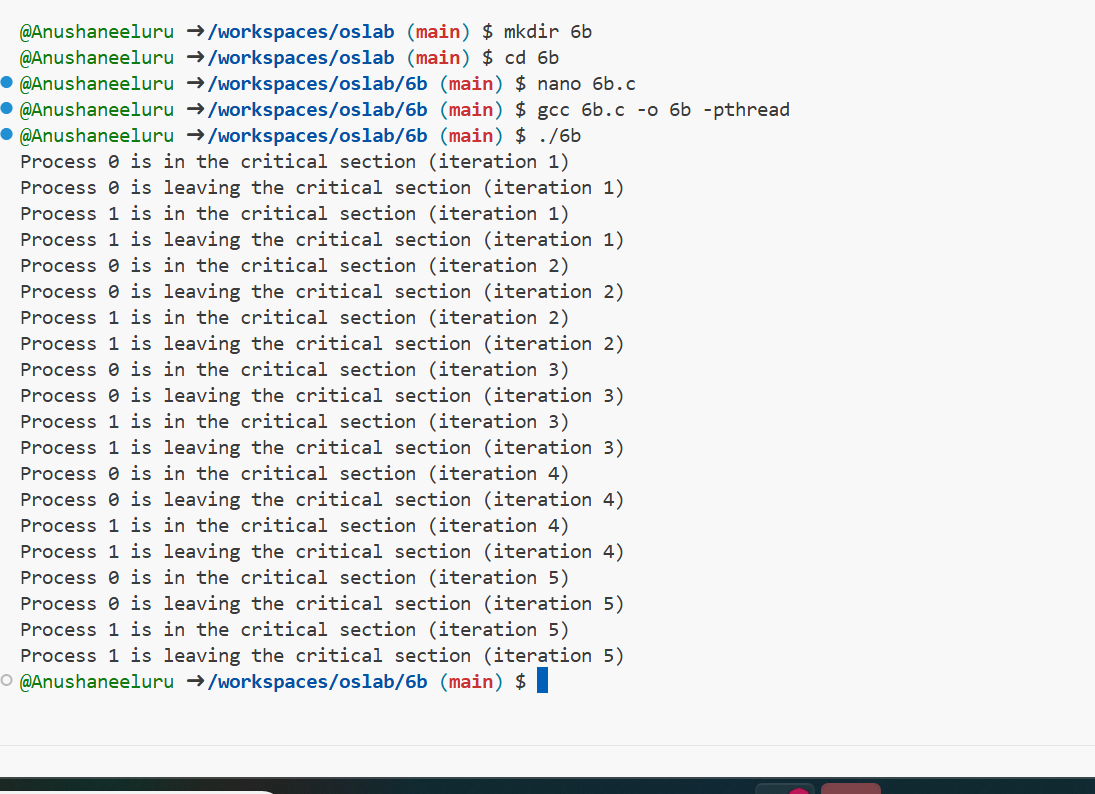 @Anushaneeluru ➜/workspaces/oslab (main) $ mkdir 6b
@Anushaneeluru ➜/workspaces/oslab (main) $ cd 6b
@Anushaneeluru ➜/workspaces/oslab/6b (main) $ nano 6b.c
@Anushaneeluru ➜/workspaces/oslab/6b (main) $ gcc 6b.c -o 6b -pthread
@Anushaneeluru ➜/workspaces/oslab/6b (main) $ ./6b
Process 0 is in the critical section (iteration 1)
Process 0 is leaving the critical section (iteration 1)
Process 1 is in the critical section (iteration 1)
Process 1 is leaving the critical section (iteration 1)
Process 0 is in the critical section (iteration 2)
Process 0 is leaving the critical section (iteration 2)
Process 1 is in the critical section (iteration 2)
Process 1 is leaving the critical section (iteration 2)
Process 0 is in the critical section (iteration 3)
Process 0 is leaving the critical section (iteration 3)
Process 1 is in the critical section (iteration 3)
Process 1 is leaving the critical section (iteration 3)
Process 0 is in the critical section (iteration 4)
Process 0 is leaving the critical section (iteration 4)
Process 1 is in the critical section (iteration 4)
Process 1 is leaving the critical section (iteration 4)
Process 0 is in the critical section (iteration 5)
Process 0 is leaving the critical section (iteration 5)
Process 1 is in the critical section (iteration 5)
Process 1 is leaving the critical section (iteration 5)
@Anushaneeluru ➜/workspaces/oslab/6b (main) $